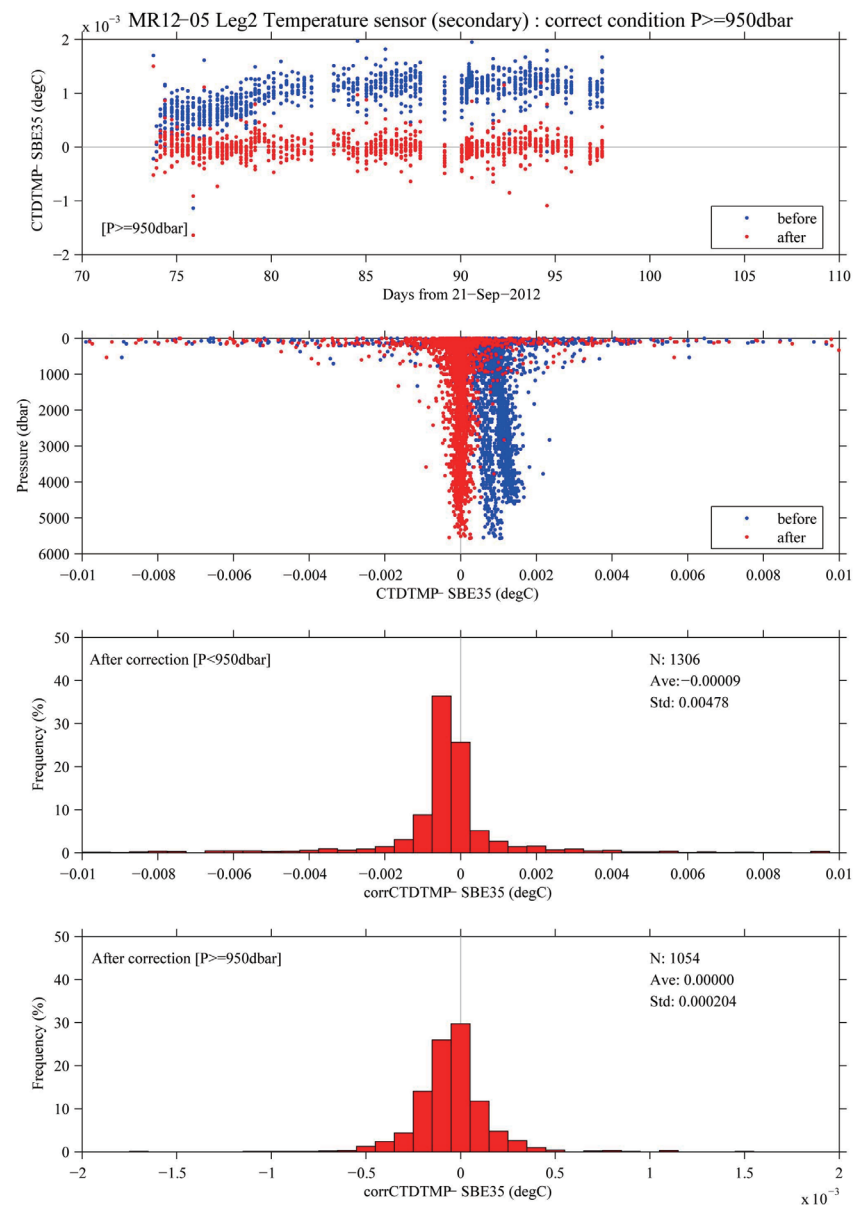 MR12−05 Leg2 Temperature sensor (secondary) : correct condition P>=950dbar
x 10⁻³
2
1
0
−1
−2
CTDTMP− SBE35 (degC)
[P>=950dbar]
before
after
70 75 80 85 90 95 100 105 110
Days from 21−Sep−2012
0
1000
2000
3000
4000
5000
6000
Pressure (dbar)
before
after
−0.01 −0.008 −0.006 −0.004 −0.002 0 0.002 0.004 0.006 0.008 0.01
CTDTMP− SBE35 (degC)
50
40
30
20
10
0
Frequency (%)
After correction [P<950dbar]
N: 1306
Ave:−0.00009
Std: 0.00478
−0.01 −0.008 −0.006 −0.004 −0.002 0 0.002 0.004 0.006 0.008 0.01
corrCTDTMP− SBE35 (degC)
50
40
30
20
10
0
Frequency (%)
After correction [P>=950dbar]
N: 1054
Ave: 0.00000
Std: 0.000204
−2 −1.5 −1 −0.5 0 0.5 1 1.5 2
corrCTDTMP− SBE35 (degC)
x 10⁻³